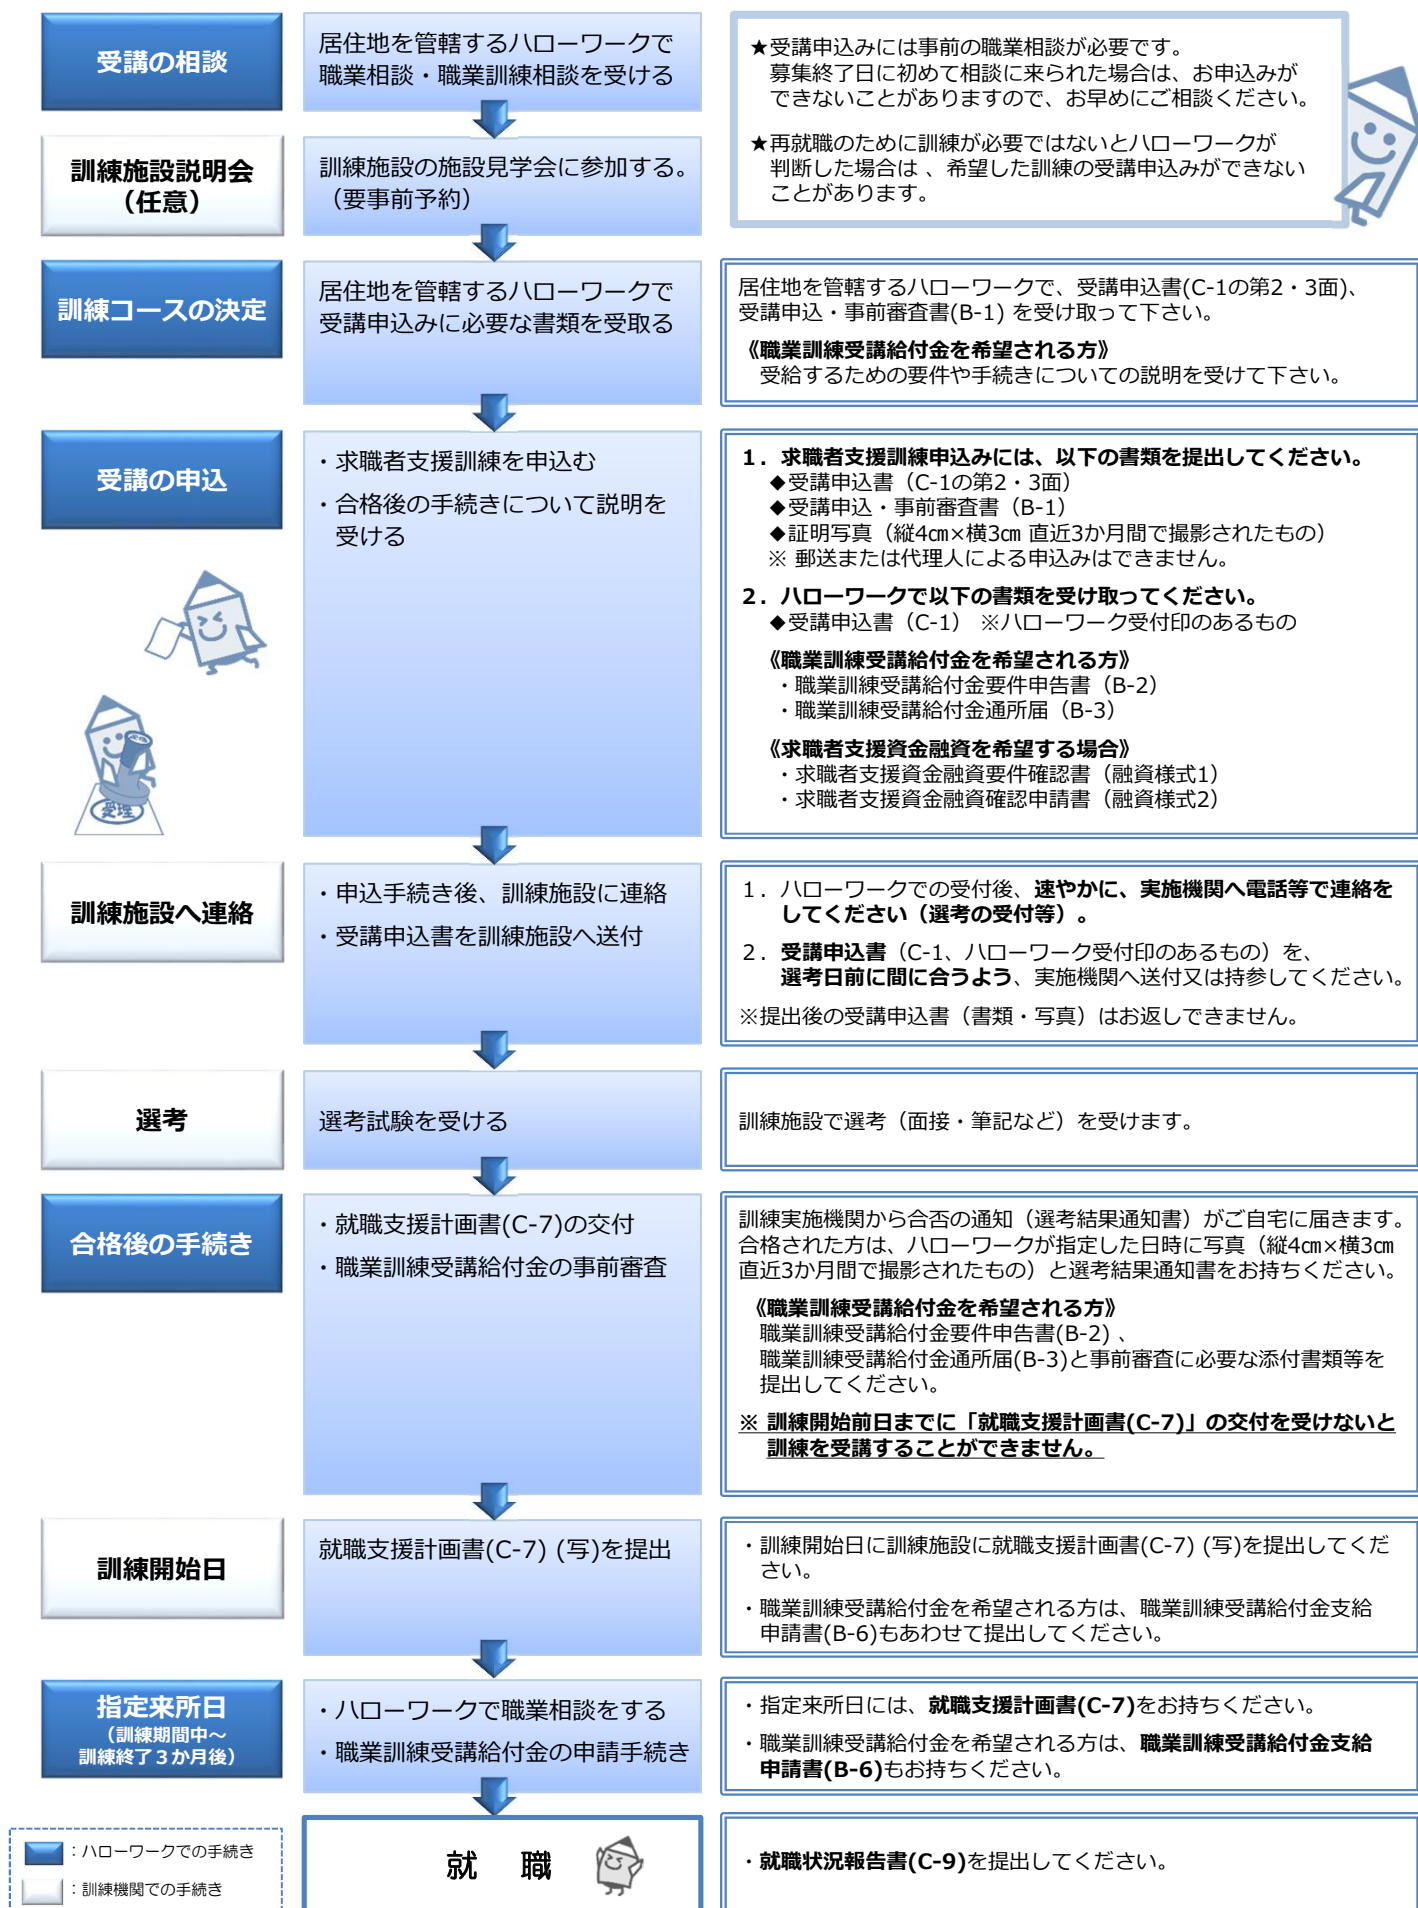 受講の相談
居住地を管轄するハローワークで
職業相談・職業訓練相談を受ける
★受講申込みには事前の職業相談が必要です。
募集終了日に初めて相談に来られた場合は、お申込みが
できないことがありますので、お早めにご相談ください。
★再就職のために訓練が必要ではないとハローワークが
判断した場合は 、希望した訓練の受講申込みができない
ことがあります。
訓練施設説明会
（任意）
訓練施設の施設見学会に参加する。
（要事前予約）
訓練コースの決定
居住地を管轄するハローワークで
受講申込みに必要な書類を受取る
居住地を管轄するハローワークで、受講申込書(C-1の第2・3面)、
受講申込・事前審査書(B-1) を受け取って下さい。
《職業訓練受講給付金を希望される方》
受給するための要件や手続きについての説明を受けて下さい。
受講の申込
・求職者支援訓練を申込む
・合格後の手続きについて説明を
受ける
１．求職者支援訓練申込みには、以下の書類を提出してください。
◆受講申込書（C-1の第2・3面）
◆受講申込・事前審査書（B-1）
◆証明写真（縦4㎝×横3㎝ 直近3か月間で撮影されたもの）
※ 郵送または代理人による申込みはできません。
２．ハローワークで以下の書類を受け取ってください。
◆受講申込書（C-1） ※ハローワーク受付印のあるもの
《職業訓練受講給付金を希望される方》
・職業訓練受講給付金要件申告書（B-2）
・職業訓練受講給付金通所届（B-3）
《求職者支援資金融資を希望する場合》
・求職者支援資金融資要件確認書（融資様式1）
・求職者支援資金融資確認申請書（融資様式2）
受理
訓練施設へ連絡
・申込手続き後、訓練施設に連絡
・受講申込書を訓練施設へ送付
１．ハローワークでの受付後、速やかに、実施機関へ電話等で連絡を
してください（選考の受付等）。
２．受講申込書（C-1、ハローワーク受付印のあるもの）を、
選考日前に間に合うよう、実施機関へ送付又は持参してください。
※提出後の受講申込書（書類・写真）はお返しできません。
選考
選考試験を受ける
訓練施設で選考（面接・筆記など）を受けます。
合格後の手続き
・就職支援計画書(C-7)の交付
・職業訓練受講給付金の事前審査
訓練実施機関から合否の通知（選考結果通知書）がご自宅に届きます。
合格された方は、ハローワークが指定した日時に写真（縦4㎝×横3㎝
直近3か月間で撮影されたもの）と選考結果通知書をお持ちください。
《職業訓練受講給付金を希望される方》
職業訓練受講給付金要件申告書(B-2) 、
職業訓練受講給付金通所届(B-3)と事前審査に必要な添付書類等を
提出してください。
※ 訓練開始前日までに「就職支援計画書(C-7)」の交付を受けないと
訓練を受講することができません。
訓練開始日
就職支援計画書(C-7) (写)を提出
・訓練開始日に訓練施設に就職支援計画書(C-7) (写)を提出してくだ
さい。
・職業訓練受講給付金を希望される方は、職業訓練受講給付金支給
申請書(B-6)もあわせて提出してください。
指定来所日
（訓練期間中～
訓練終了３か月後）
・ハローワークで職業相談をする
・職業訓練受講給付金の申請手続き
・指定来所日には、就職支援計画書(C-7)をお持ちください。
・職業訓練受講給付金を希望される方は、職業訓練受講給付金支給
申請書(B-6)もお持ちください。
：ハローワークでの手続き
：訓練機関での手続き
就　職
・就職状況報告書(C-9)を提出してください。